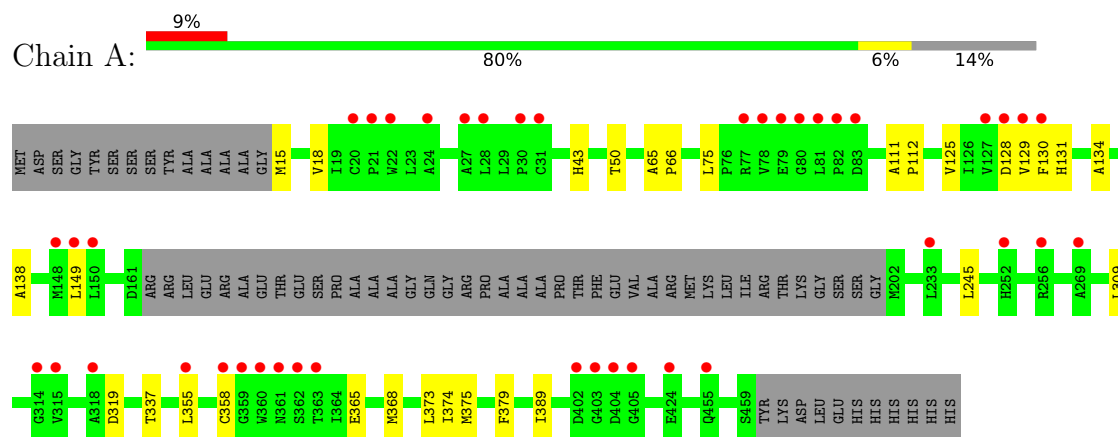 9%
Chain A:
80% 6% 14%
MET ASP SER GLY TYR SER SER SER SER TYR ALA ALA ALA ALA GLY M15 V18 I19 C20 P21 W22 L23 A24 A27 L28 L29 P30 C31 H43 T50 A65 P66 L75 P76 R77 V78 E79 G80 L81 P82 D83 A111 P112 V125 I126 V127 D128 V129 F130 H131 A134
A138 M148 L149 L150 D161 ARG ARG LEU GLU ARG ALA GLU THR GLU SER PRO ALA ALA ALA GLY GLN GLY ARG PRO ALA ALA ALA PRO THR PHE GLU VAL ALA ARG MET LYS LEU ILE ARG THR LYS GLY SER SER GLY M202 L233 L245 H252 R256 A269 L309
G314 V315 A318 D319 T337 L355 C358 G359 W360 N361 S362 T363 I364 E365 M368 L373 I374 M375 F379 I389 D402 G403 D404 G405 E424 Q455 S459 TYR LYS ASP LEU GLU HIS HIS HIS HIS HIS HIS